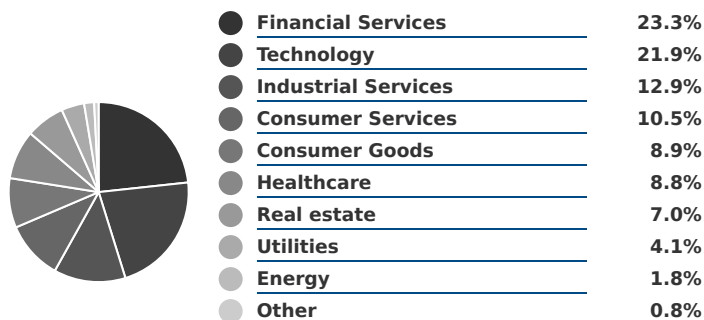 Financial Services 23.3%
Technology 21.9%
Industrial Services 12.9%
Consumer Services 10.5%
Consumer Goods 8.9%
Healthcare 8.8%
Real estate 7.0%
Utilities 4.1%
Energy 1.8%
Other 0.8%